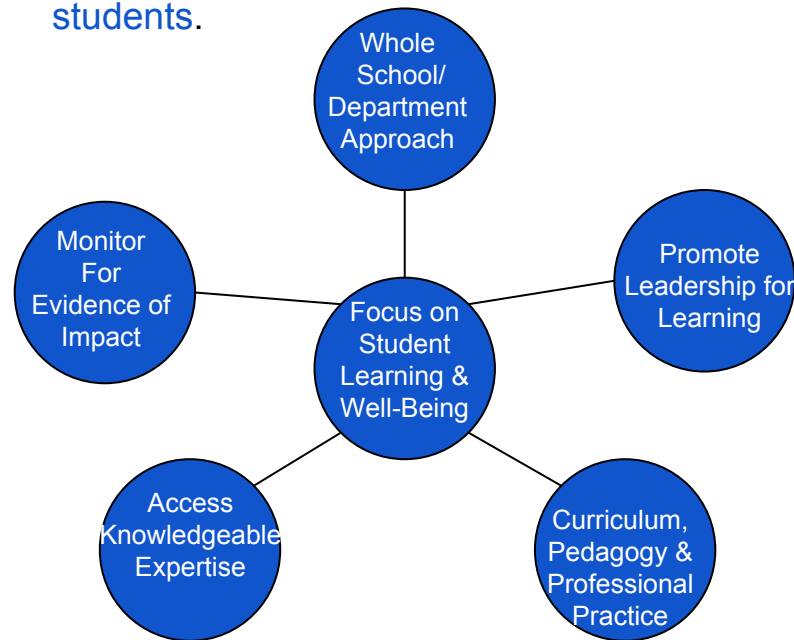 students.
Whole
School/
Department
Approach
Monitor
For
Evidence of
Impact
Promote
Leadership for
Learning
Focus on
Student
Learning &
Well-Being
Access
Knowledgeable
Expertise
Curriculum,
Pedagogy &
Professional
Practice